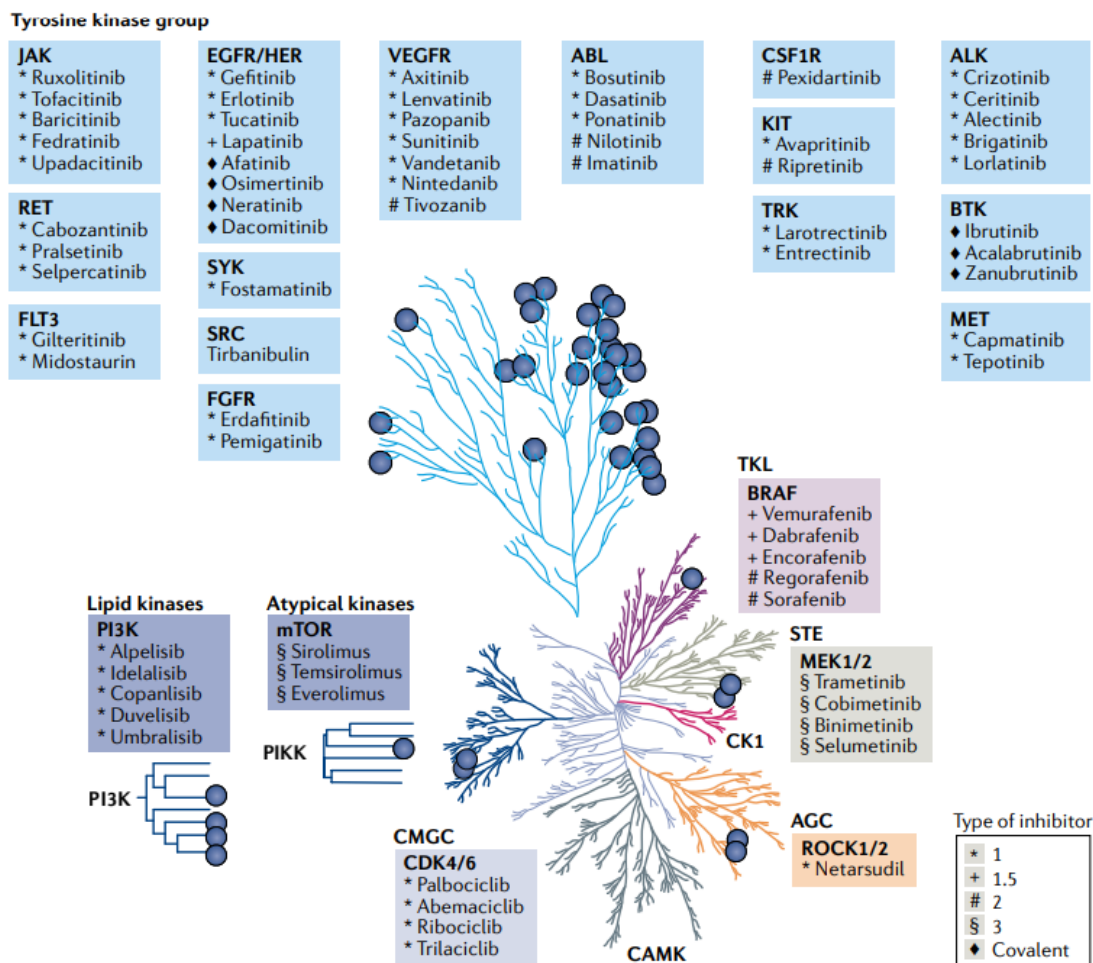 Tyrosine kinase group
JAK
* Ruxolitinib
* Tofacitinib
* Baricitinib
* Fedratinib
* Upadacitinib
RET
* Cabozantinib
* Pralsetinib
* Selpercatinib
FLT3
* Gilteritinib
* Midostaurin
EGFR/HER
* Gefitinib
* Erlotinib
* Tucatinib
+ Lapatinib
♦ Afatinib
♦ Osimertinib
♦ Neratinib
♦ Dacomitinib
SYK
* Fostamatinib
SRC
Tirbanibulin
FGFR
* Erdafitinib
* Pemigatinib
VEGFR
* Axitinib
* Lenvatinib
* Pazopanib
* Sunitinib
* Vandetanib
* Nintedanib
# Tivozanib
ABL
* Bosutinib
* Dasatinib
* Ponatinib
# Nilotinib
# Imatinib
CSF1R
# Pexidartinib
KIT
* Avapritinib
# Ripretinib
TRK
* Larotrectinib
* Entrectinib
ALK
* Crizotinib
* Ceritinib
* Alectinib
* Brigatinib
* Lorlatinib
BTK
♦ Ibrutinib
♦ Acalabrutinib
♦ Zanubrutinib
MET
* Capmatinib
* Tepotinib
TKL
BRAF
+ Vemurafenib
+ Dabrafenib
+ Encorafenib
# Regorafenib
# Sorafenib
Lipid kinases
PI3K
* Alpelisib
* Idelalisib
* Copanlisib
* Duvelisib
* Umbralisib
PI3K
Atypical kinases
mTOR
§ Sirolimus
§ Temsirolimus
§ Everolimus
PIKK
STE
MEK1/2
§ Trametinib
§ Cobimetinib
§ Binimetinib
§ Selumetinib
CK1
CMGC
CDK4/6
* Palbociclib
* Abemaciclib
* Ribociclib
* Trilaciclib
CAMK
AGC
ROCK1/2
* Netarsudil
Type of inhibitor
* 1
+ 1.5
# 2
§ 3
♦ Covalent